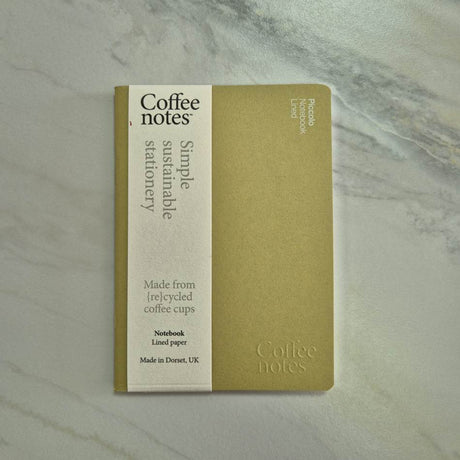 Coffee
notes™
Simple
sustainable
stationery
Made from
{re}cycled
coffee cups
Notebook
Lined paper
Made in Dorset, UK
Piccolo
Notebook
Lined
Coffee
notes